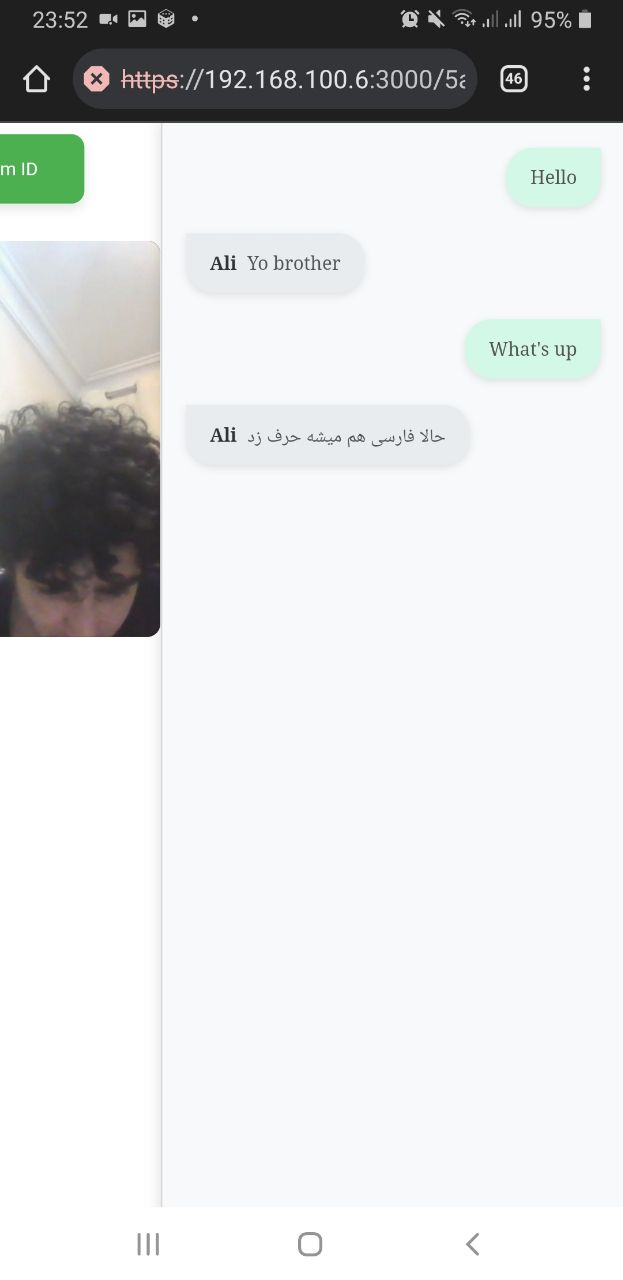 23:52
95%
https://192.168.100.6:3000/5a
46
m ID
Hello
Ali Yo brother
What's up
Ali حالا فارسی هم میشه حرف زد